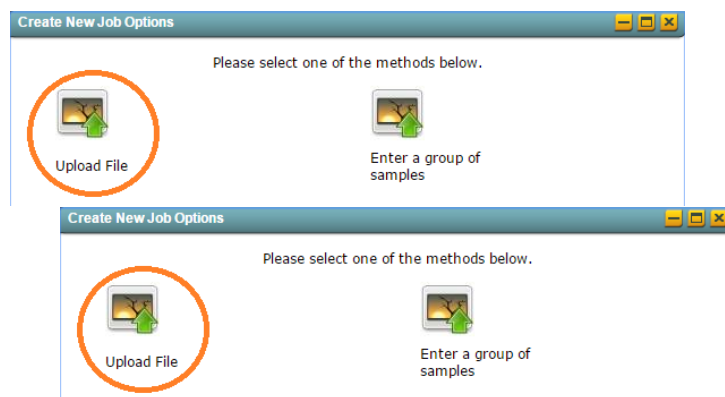 Create New Job Options
Please select one of the methods below.
Upload File
Enter a group of
samples
Create New Job Options
Please select one of the methods below.
Upload File
Enter a group of
samples